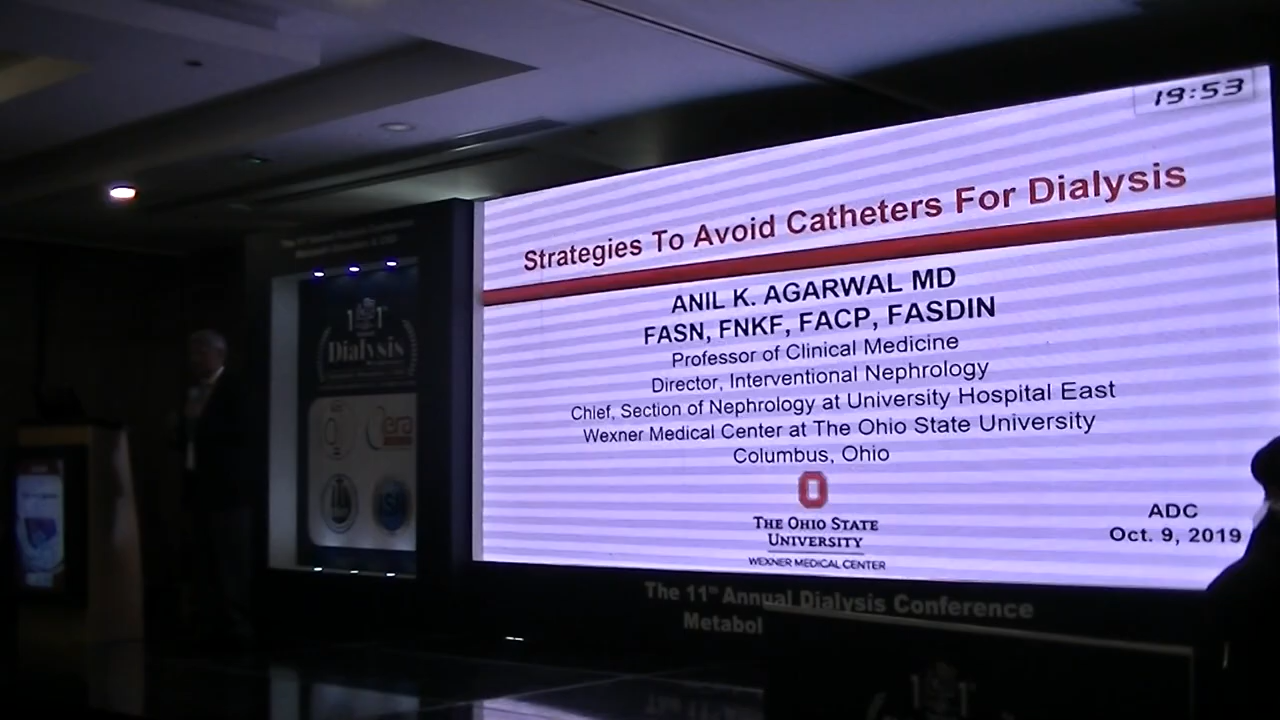 19:53
Strategies To Avoid Catheters For Dialysis
ANIL K. AGARWAL MD
FASN, FNKF, FACP, FASDIN
Professor of Clinical Medicine
Director, Interventional Nephrology
Chief, Section of Nephrology at University Hospital East
Wexner Medical Center at The Ohio State University
Columbus, Ohio
THE OHIO STATE
UNIVERSITY
WEXNER MEDICAL CENTER
ADC
Oct. 9, 2019
The 11th Annual Dialysis Conference
Metabol
Dialysis